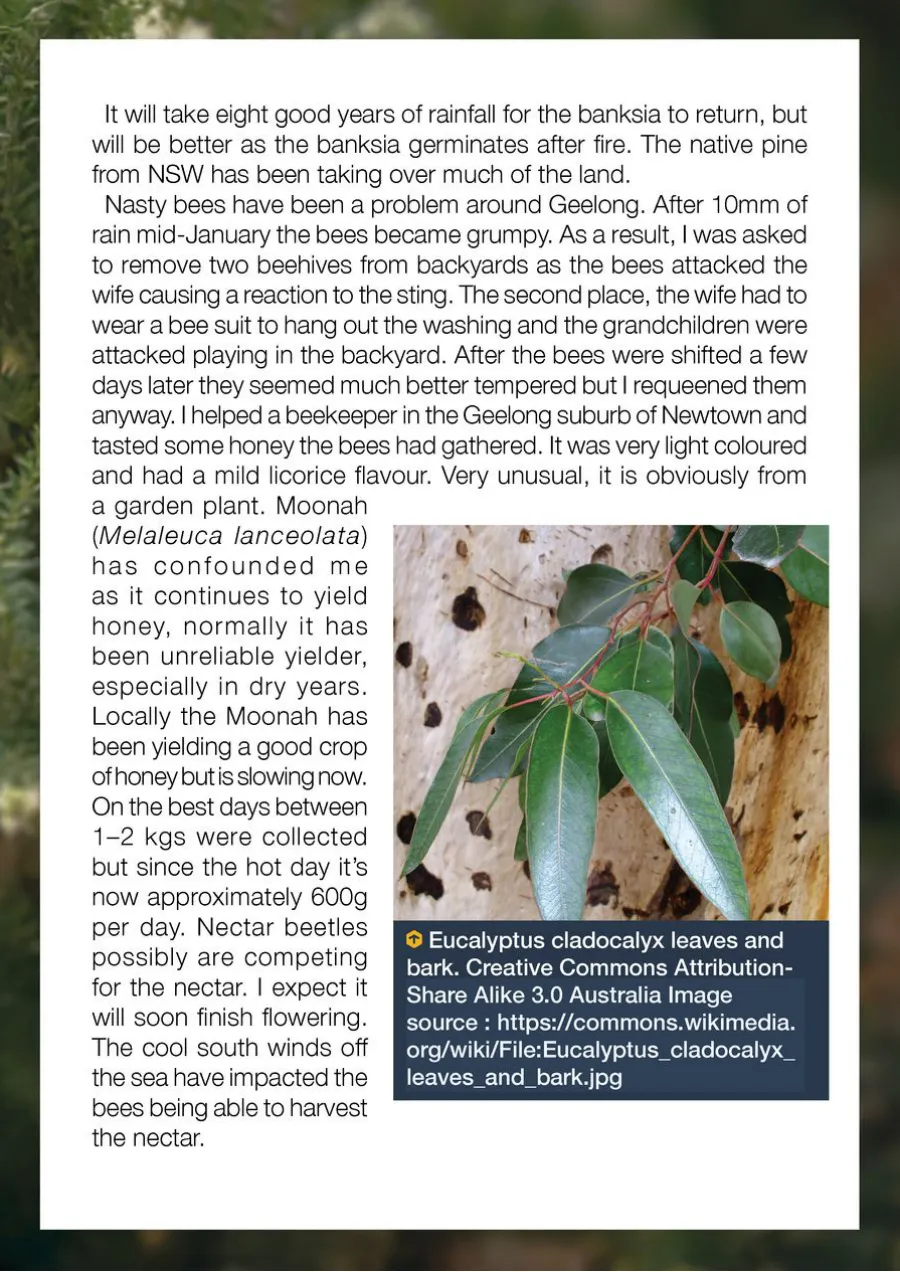 It will take eight good years of rainfall for the banksia to return, but
will be better as the banksia germinates after fire. The native pine
from NSW has been taking over much of the land.
Nasty bees have been a problem around Geelong. After 10mm of
rain mid-January the bees became grumpy. As a result, I was asked
to remove two beehives from backyards as the bees attacked the
wife causing a reaction to the sting. The second place, the wife had to
wear a bee suit to hang out the washing and the grandchildren were
attacked playing in the backyard. After the bees were shifted a few
days later they seemed much better tempered but I requeened them
anyway. I helped a beekeeper in the Geelong suburb of Newtown and
tasted some honey the bees had gathered. It was very light coloured
and had a mild licorice flavour. Very unusual, it is obviously from
a garden plant. Moonah
(Melaleuca lanceolata)
has confounded me
as it continues to yield
honey, normally it has
been unreliable yielder,
especially in dry years.
Locally the Moonah has
been yielding a good crop
of honey but is slowing now.
On the best days between
1–2 kgs were collected
but since the hot day it's
now approximately 600g
per day. Nectar beetles
possibly are competing
for the nectar. I expect it
will soon finish flowering.
The cool south winds off
the sea have impacted the
bees being able to harvest
the nectar.
Eucalyptus cladocalyx leaves and
bark. Creative Commons Attribution-
Share Alike 3.0 Australia Image
source : https://commons.wikimedia.
org/wiki/File:Eucalyptus_cladocalyx_
leaves_and_bark.jpg